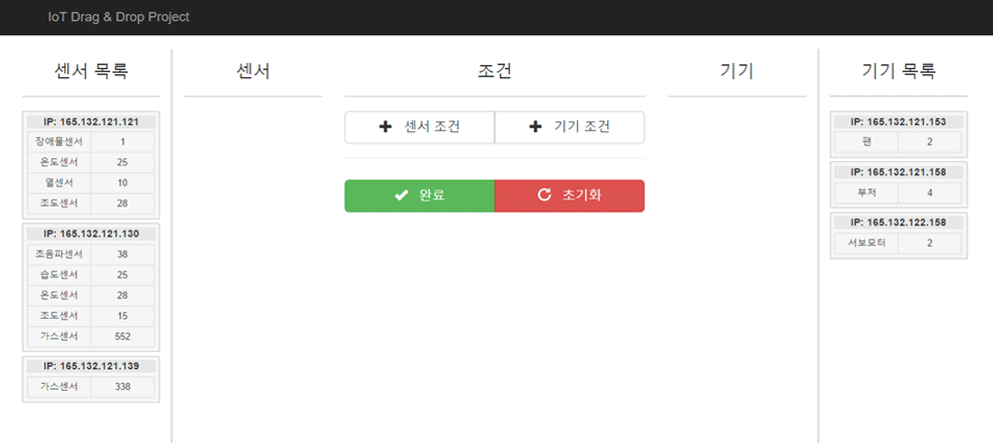 IoT Drag & Drop Project
센서 목록
IP: 165.132.121.121
장애물센서 1
온도센서 25
열센서 10
조도센서 28
IP: 165.132.121.130
초음파센서 38
습도센서 25
온도센서 28
조도센서 15
가스센서 552
IP: 165.132.121.139
가스센서 338
센서
조건
센서 조건
기기 조건
완료
초기화
기기
기기 목록
IP: 165.132.121.153
팬 2
IP: 165.132.121.158
부저 4
IP: 165.132.122.158
서보모터 2